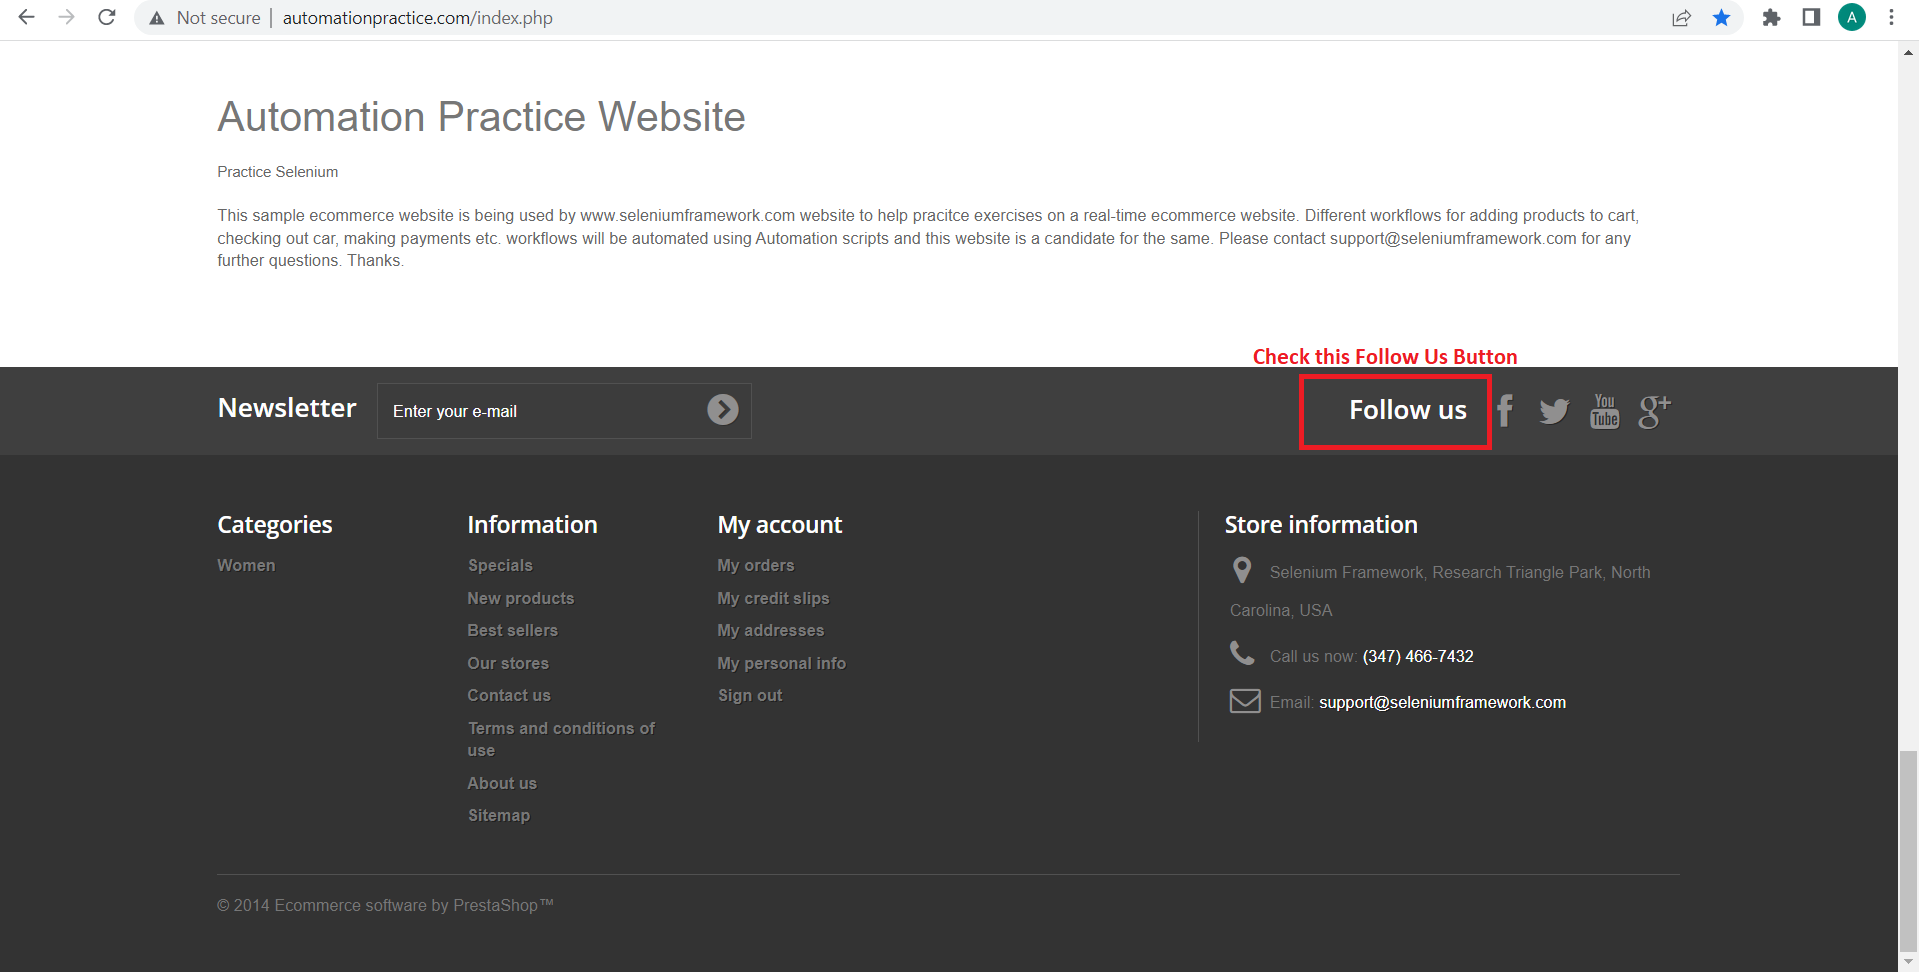 Not secure | automationpractice.com/index.php
A
Automation Practice Website
Practice Selenium
This sample ecommerce website is being used by www.seleniumframework.com website to help pracitce exercises on a real-time ecommerce website. Different workflows for adding products to cart,
checking out car, making payments etc. workflows will be automated using Automation scripts and this website is a candidate for the same. Please contact support@seleniumframework.com for any
further questions. Thanks.
Check this Follow Us Button
Newsletter
Enter your e-mail
Follow us
f
You
Tube
g+
Categories
Women
Information
Specials
New products
Best sellers
Our stores
Contact us
Terms and conditions of
use
About us
Sitemap
My account
My orders
My credit slips
My addresses
My personal info
Sign out
Store information
Selenium Framework, Research Triangle Park, North
Carolina, USA
Call us now: (347) 466-7432
Email: support@seleniumframework.com
© 2014 Ecommerce software by PrestaShop™